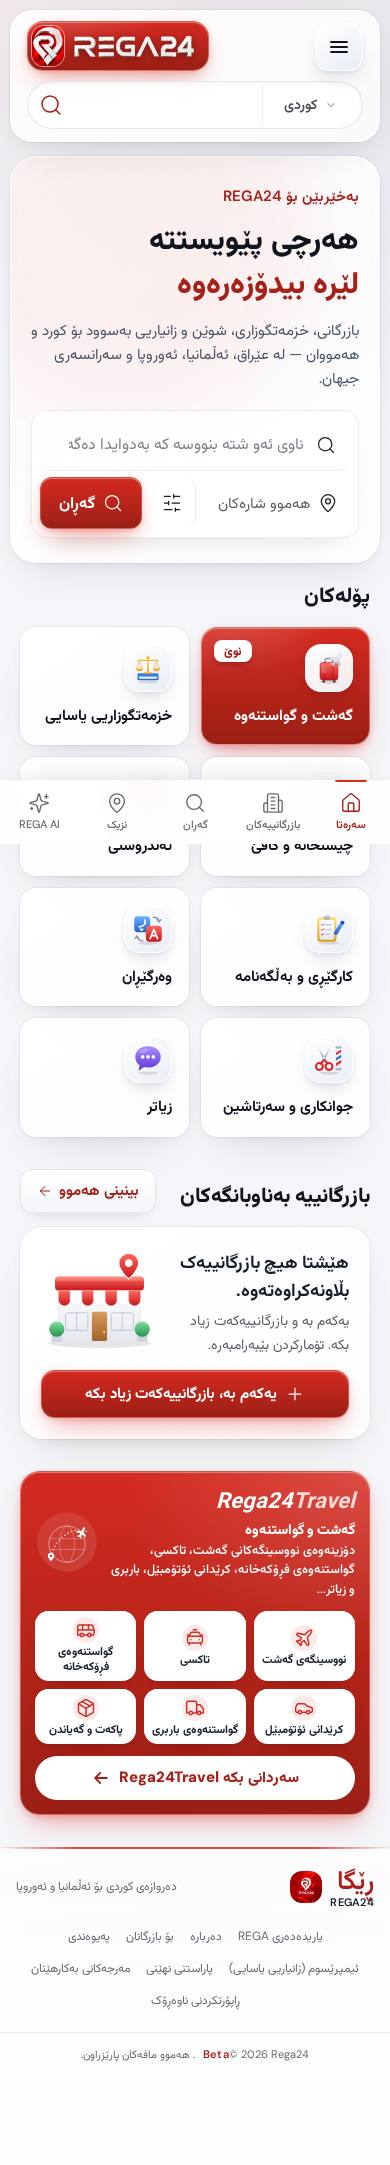 REGA24
کوردی
بەخێربێن بۆ REGA24
هەرچی پێویستتە
لێرە بیدۆزەرەوە
بازرگانی، خزمەتگوزاری، شوێن و زانیاریی بەسوود بۆ کورد و
هەمووان — لە عێراق، ئەڵمانیا، ئەوروپا و سەرانسەری
جیهان.
ناوی ئەو شتە بنووسە کە بەدوایدا دەگە
هەموو شارەکان
گەڕان
پۆلەکان
نوێ
گەشت و گواستنەوە
خزمەتگوزاریی یاسایی
چێشتخانە و کافێ
تەندروستی
سەرەتا
بازرگانییەکان
گەڕان
نزیک
REGA AI
کارگێڕی و بەڵگەنامە
وەرگێڕان
جوانکاری و سەرتاشین
زیاتر
بازرگانییە بەناوبانگەکان
بینینی هەموو
هێشتا هیچ بازرگانییەک
بڵاونەکراوەتەوە.
یەکەم بە و بازرگانییەکەت زیاد
بکە. تۆمارکردن بێبەرامبەرە.
یەکەم بە، بازرگانییەکەت زیاد بکە
Rega24Travel
گەشت و گواستنەوە
دۆزینەوەی نووسینگەکانی گەشت، تاکسی،
گواستنەوەی فڕۆکەخانە، کرێدانی ئۆتۆمبێل، باربری
و زیاتر...
نووسینگەی گەشت
تاکسی
گواستنەوەی
فڕۆکەخانە
کرێدانی ئۆتۆمبێل
گواستنەوەی باربری
پاکەت و گەیاندن
سەردانی بکە Rega24Travel
ڕێگا
REGA24
دەروازەی کوردی بۆ ئەڵمانیا و ئەوروپا
یاریدەدەری REGA
دەربارە
بۆ بازرگانان
پەیوەندی
ئیمپرێسوم (زانیاریی یاسایی)
پاراستنی نهێنی
مەرجەکانی بەکارهێنان
ڕاپۆرتکردنی ناوەڕۆک
© 2026 Rega24 Beta . هەموو مافەکان پارێزراون.